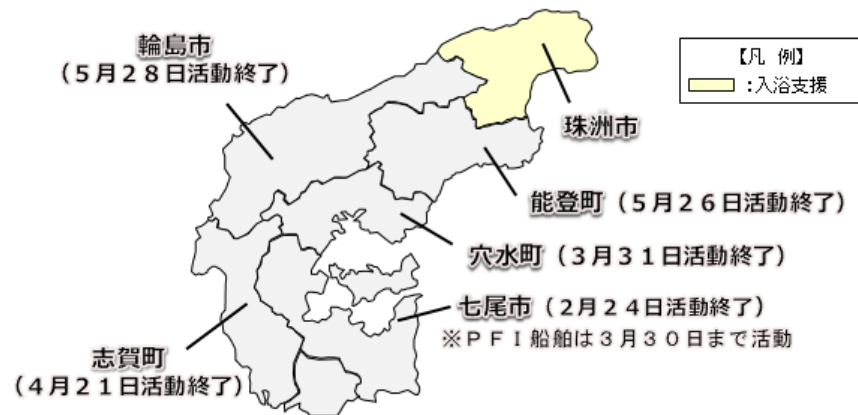 輪島市
(5月28日活動終了)
【凡 例】
:入浴支援
珠洲市
能登町(5月26日活動終了)
穴水町(3月31日活動終了)
七尾市(2月24日活動終了)
※PFI船舶は3月30日まで活動
志賀町
(4月21日活動終了)